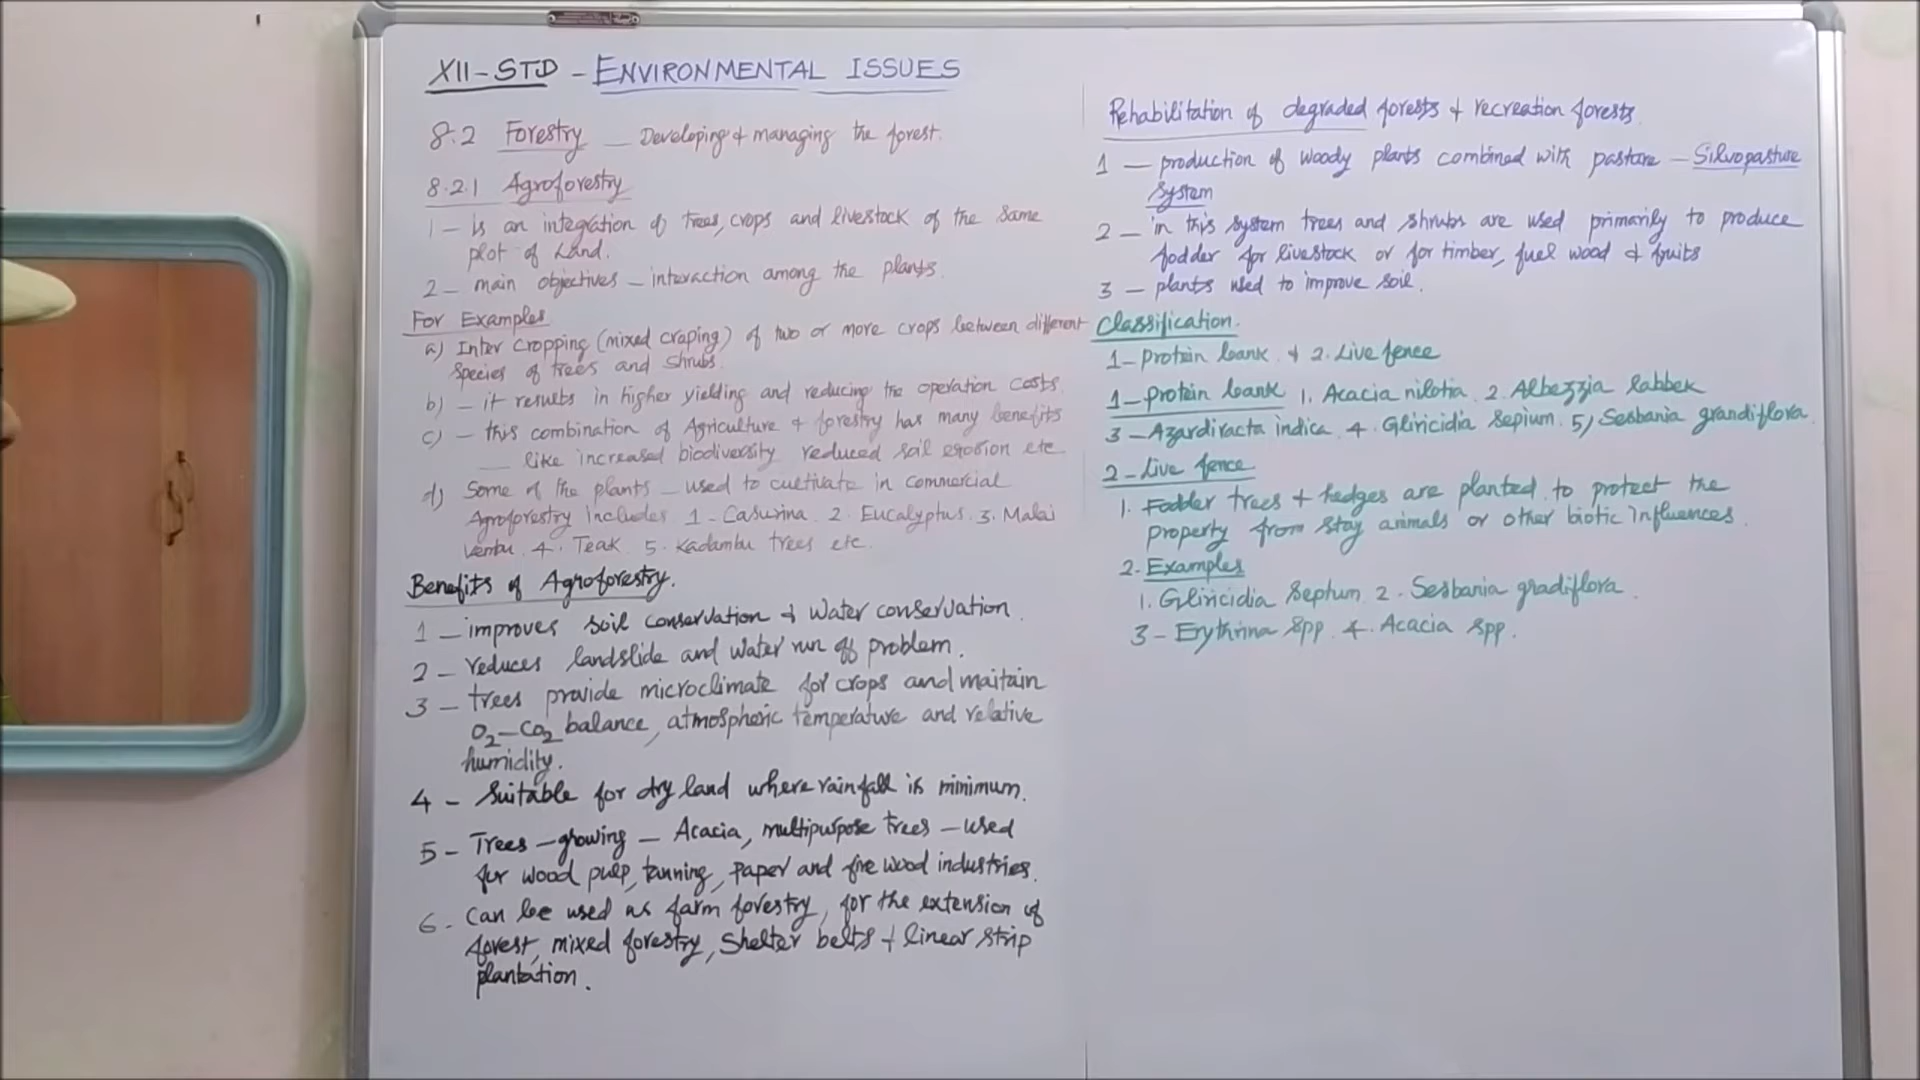 XII-STD - ENVIRONMENTAL ISSUES
8.2 Forestry _ Developing & managing the forest.
8.2.1 Agroforestry
1 - is an integration of trees, crops and livestock of the same
plot of Land.
2 - main objectives - interaction among the plants.
For Examples
a) Inter Cropping (mixed craping) of two or more crops between different
Species of trees and shrubs.
b) - it results in higher yielding and reducing the operation costs.
c) - this combination of Agriculture & forestry has many benefits
_ like increased biodiversity reduced soil erosion etc
d) Some of the plants - used to cultivate in commercial
Agroforestry includes 1 - Casurina 2. Eucalyptus. 3. Malai
Vembu. 4. Teak 5. Kadambu trees etc.
Benefits of Agroforestry.
1 - improves soil conservation & Water conservation.
2 - reduces landslide and water run off problem.
3 - trees provide microclimate for crops and maitain
O2-CO2 balance, atmospheric temperature and relative
humidity.
4 - Suitable for dry land where rainfall is minimum.
5 - Trees - growing - Acacia, multipurpose trees - used
for wood pulp, tanning, paper and fire wood industries.
6 - Can be used as farm forestry, for the extension of
forest, mixed forestry, Shelter belts & linear strip
plantation.
Rehabilitation of degraded forests & recreation forests.
1 - production of woody plants combined with pasture - Silvopasture
System
2 - in this system trees and shrubs are used primarily to produce
fodder for livestock or for timber, fuel wood & fruits
3 - plants used to improve soil.
Classification.
1 - Protein bank & 2. Live fence
1 - Protein bank 1. Acacia nilotia 2. Albezzia labbek
3 - Azardiracta indica 4. Gliricidia Sepium. 5) Sesbania grandiflora.
2 - Live fence
1. Fodder trees & hedges are planted to protect the
property from stay animals or other biotic influences.
2. Examples
1. Gliricidia Septum 2. Sesbania gradiflora.
3 - Erythrina Spp. 4. Acacia spp.